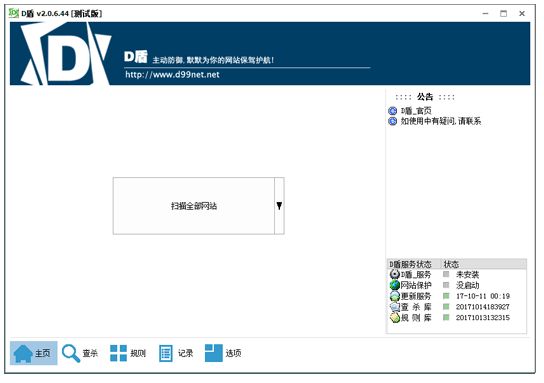 D盾 v2.0.6.44 [测试版]
D
D盾 主动防御,默默为你的网站保驾护航!
http://www.d99net.net
:::: 公告 ::::
D盾_官页
如使用中有疑问,请联系
扫描全部网站
D盾服务状态 状态
D盾_服务 未安装
网站保护 没启动
更新服务 17-10-11 00:19
查 杀 库 20171014183927
规 则 库 20171013132315
主页 查杀 规则 记录 选项